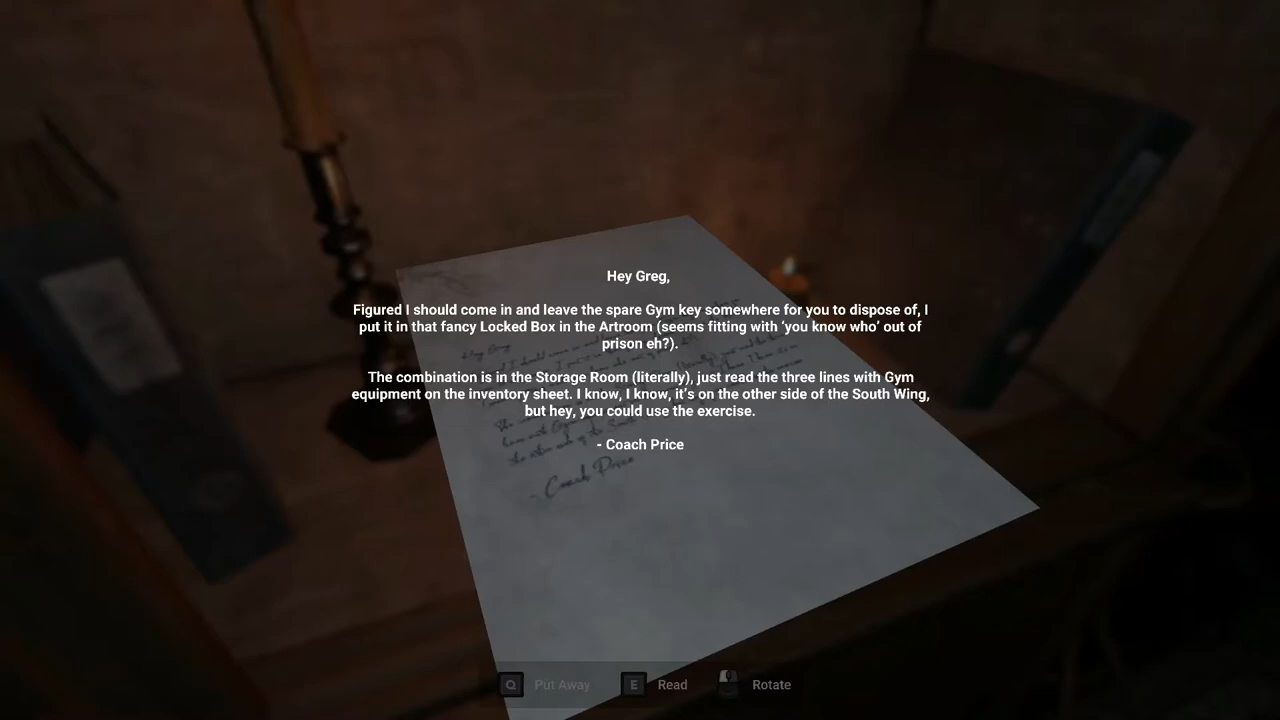 Hey Greg,
Figured I should come in and leave the spare Gym key somewhere for you to dispose of, I
put it in that fancy Locked Box in the Artroom (seems fitting with ‘you know who’ out of
prison eh?).
The combination is in the Storage Room (literally), just read the three lines with Gym
equipment on the inventory sheet. I know, I know, it's on the other side of the South Wing,
but hey, you could use the exercise.
- Coach Price
Hey Greg
- Coach Price
Q Put Away E Read Rotate